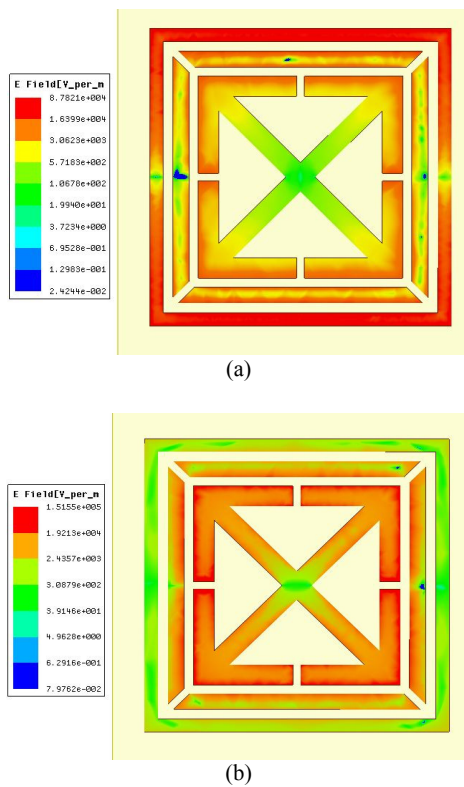 E Field[V_per_m
8.7821e+004
1.6399e+004
3.0623e+003
5.7183e+002
1.0678e+002
1.9940e+001
3.7234e+000
6.9528e-001
1.2983e-001
2.4244e-002
(a)
E Field[V_per_m
1.5155e+005
1.9213e+004
2.4357e+003
3.0879e+002
3.9146e+001
4.9628e+000
6.2916e-001
7.9762e-002
(b)